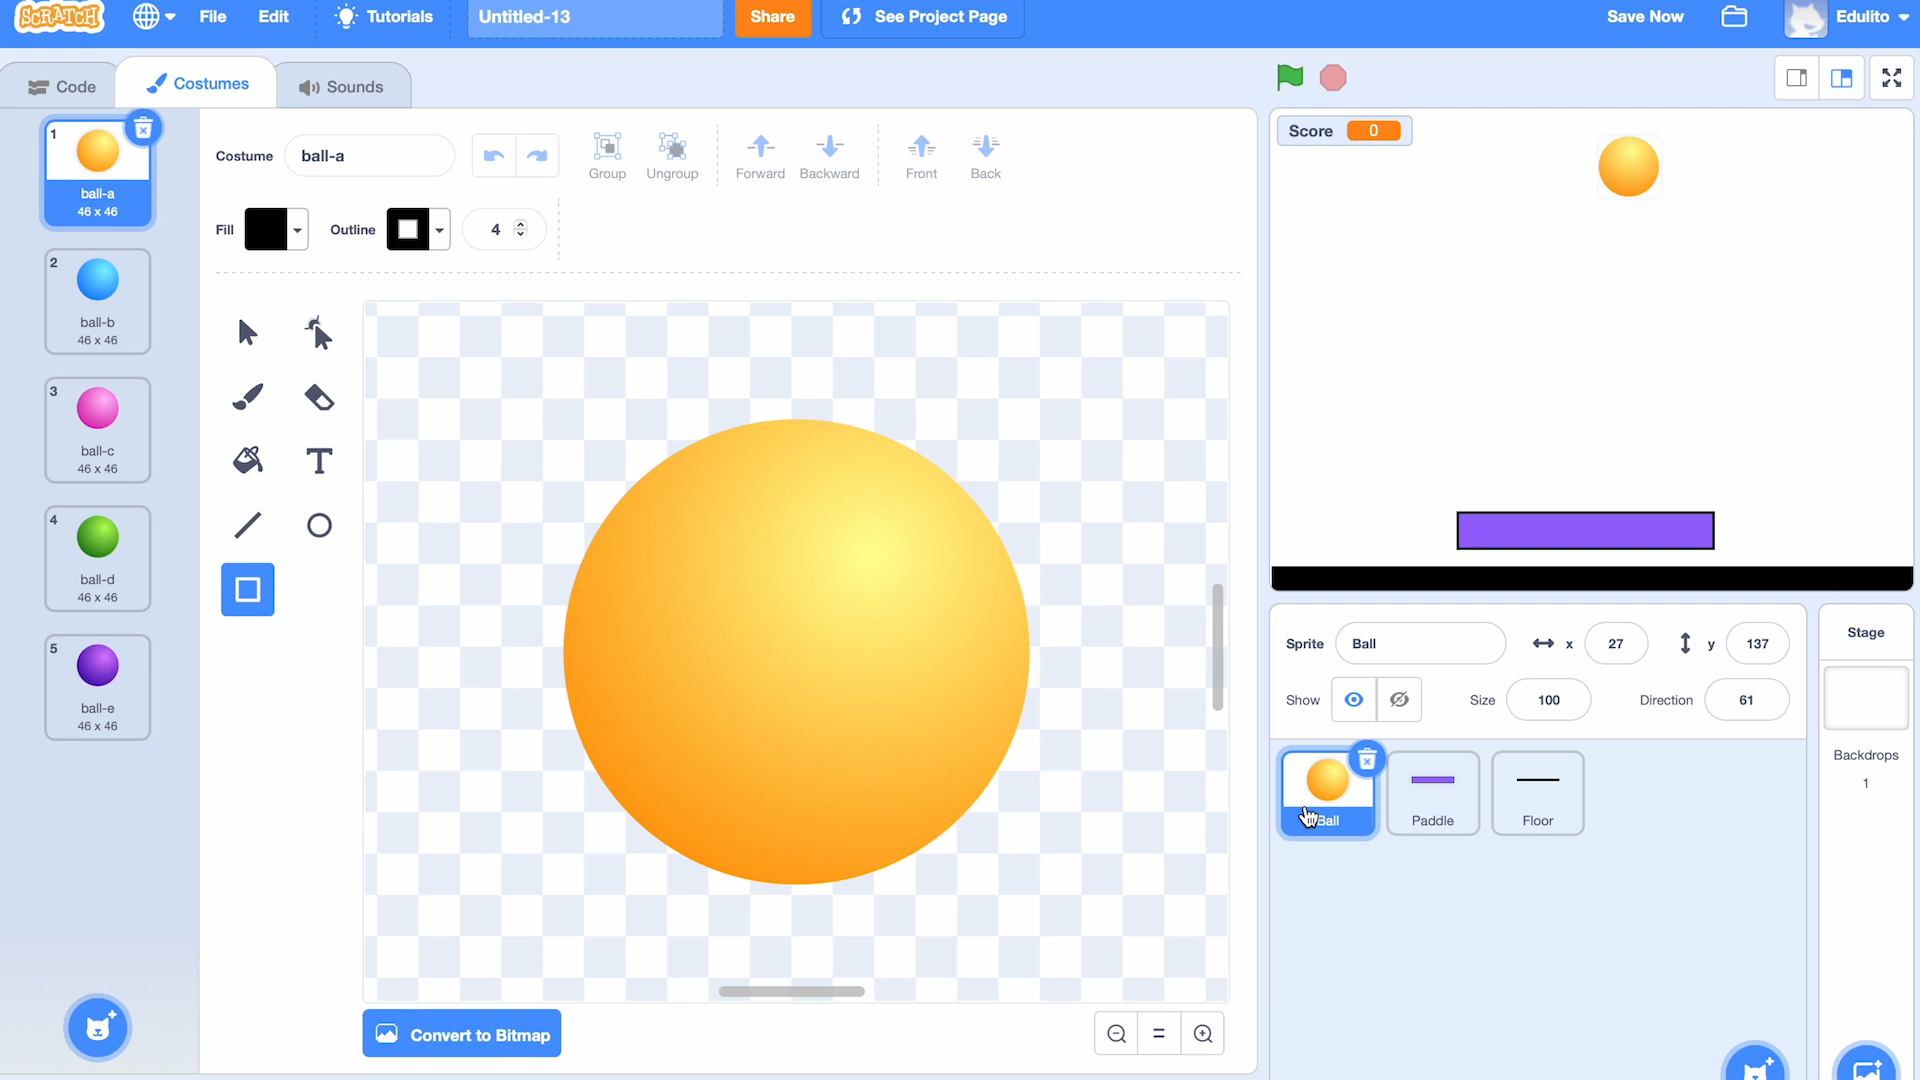 SCRATCH File Edit Tutorials Untitled-13 Share See Project Page Save Now Edulito
Code Costumes Sounds
Score 0
1
ball-a
46 x 46
2
ball-b
46 x 46
3
ball-c
46 x 46
4
ball-d
46 x 46
5
ball-e
46 x 46
Costume ball-a Group Ungroup Forward Backward Front Back
Fill Outline 4
T
Convert to Bitmap
Sprite Ball x 27 y 137
Show Size 100 Direction 61
Ball Paddle Floor
Stage
Backdrops
1